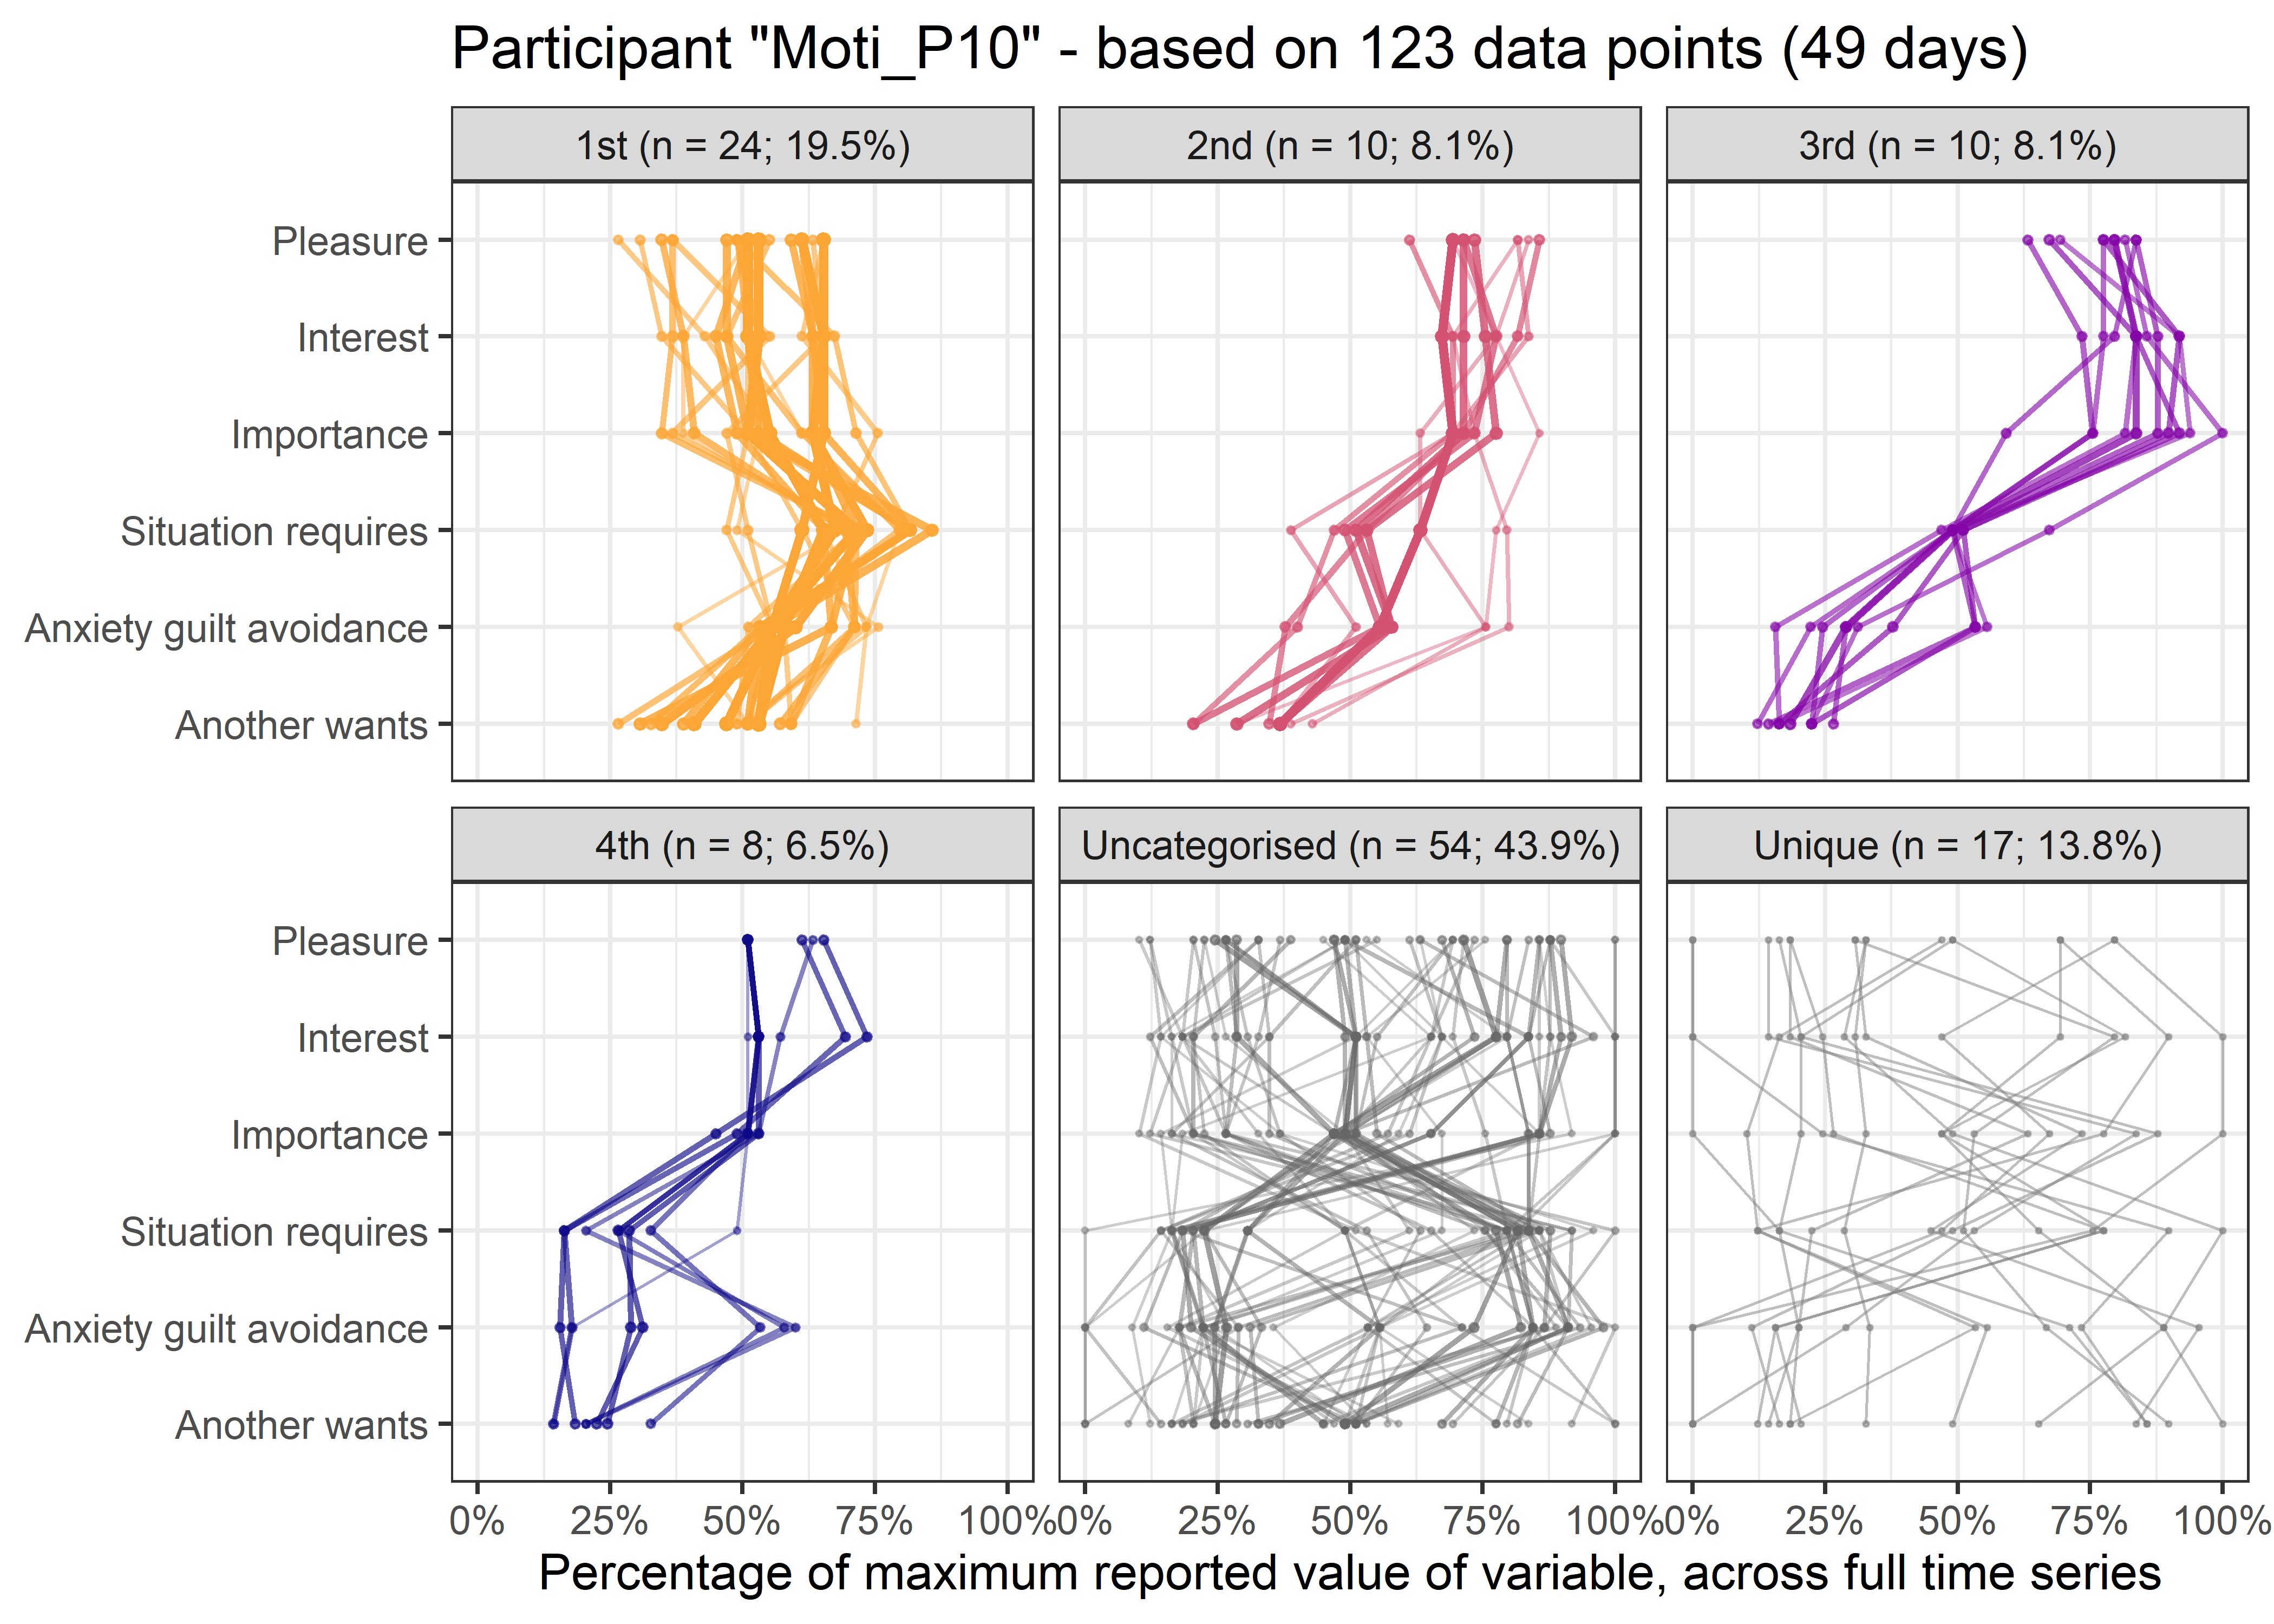 Participant "Moti_P10" - based on 123 data points (49 days)
1st (n = 24; 19.5%)
2nd (n = 10; 8.1%)
3rd (n = 10; 8.1%)
Pleasure
Interest
Importance
Situation requires
Anxiety guilt avoidance
Another wants
4th (n = 8; 6.5%)
Uncategorised (n = 54; 43.9%)
Unique (n = 17; 13.8%)
Pleasure
Interest
Importance
Situation requires
Anxiety guilt avoidance
Another wants
0% 25% 50% 75% 100% 0% 25% 50% 75% 100% 0% 25% 50% 75% 100%
Percentage of maximum reported value of variable, across full time series